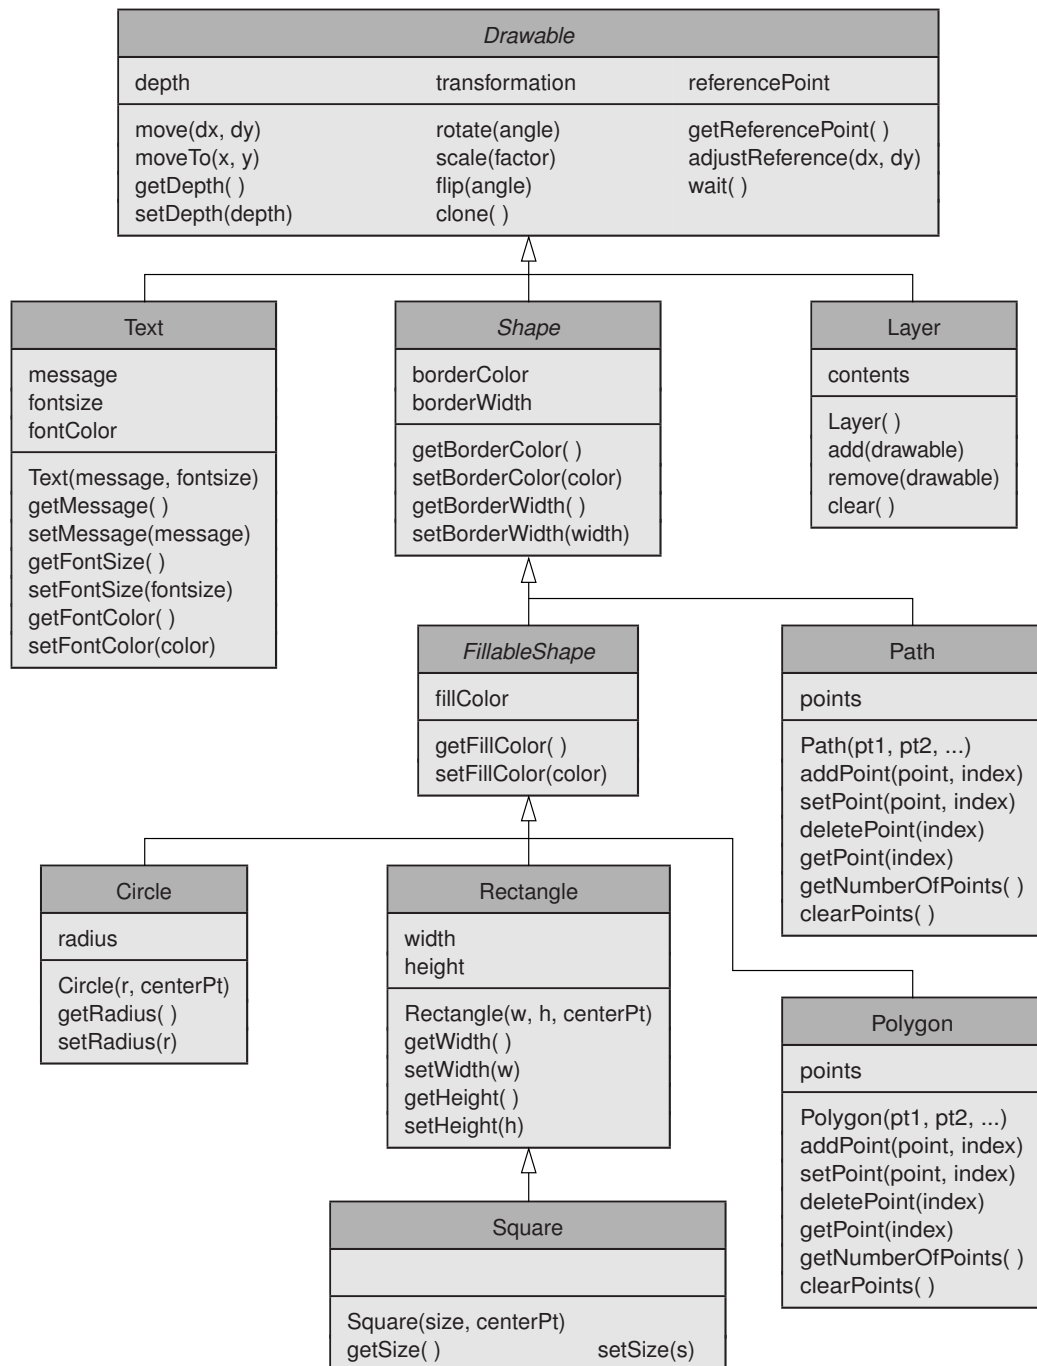 Drawable
depth transformation referencePoint
move(dx, dy) rotate(angle) getReferencePoint( )
moveTo(x, y) scale(factor) adjustReference(dx, dy)
getDepth( ) flip(angle) wait( )
setDepth(depth) clone( )
Text
message
fontsize
fontColor
Text(message, fontsize)
getMessage( )
setMessage(message)
getFontSize( )
setFontSize(fontsize)
getFontColor( )
setFontColor(color)
Shape
borderColor
borderWidth
getBorderColor( )
setBorderColor(color)
getBorderWidth( )
setBorderWidth(width)
Layer
contents
Layer( )
add(drawable)
remove(drawable)
clear( )
FillableShape
fillColor
getFillColor( )
setFillColor(color)
Path
points
Path(pt1, pt2, ...)
addPoint(point, index)
setPoint(point, index)
deletePoint(index)
getPoint(index)
getNumberOfPoints( )
clearPoints( )
Circle
radius
Circle(r, centerPt)
getRadius( )
setRadius(r)
Rectangle
width
height
Rectangle(w, h, centerPt)
getWidth( )
setWidth(w)
getHeight( )
setHeight(h)
Polygon
points
Polygon(pt1, pt2, ...)
addPoint(point, index)
setPoint(point, index)
deletePoint(index)
getPoint(index)
getNumberOfPoints( )
clearPoints( )
Square
Square(size, centerPt)
getSize( ) setSize(s)